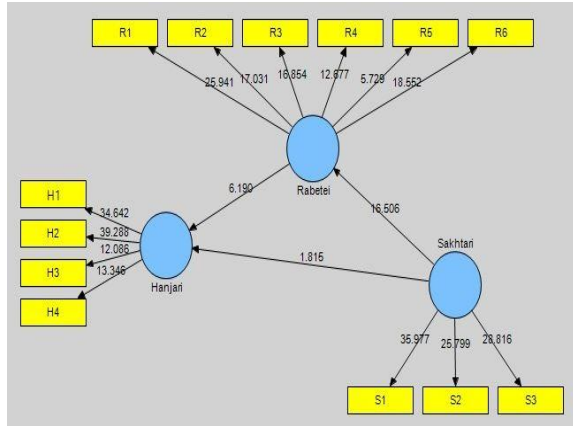 R1 R2 R3 R4 R5 R6
25.941 17.031 16.854 12.677 5.729 18.552
Rabetei
6.190
16.506
H1
34.642
H2
39.288
H3
12.086
H4
13.346
Hanjari
1.815
Sakhtari
35.977 25.799 28.816
S1 S2 S3